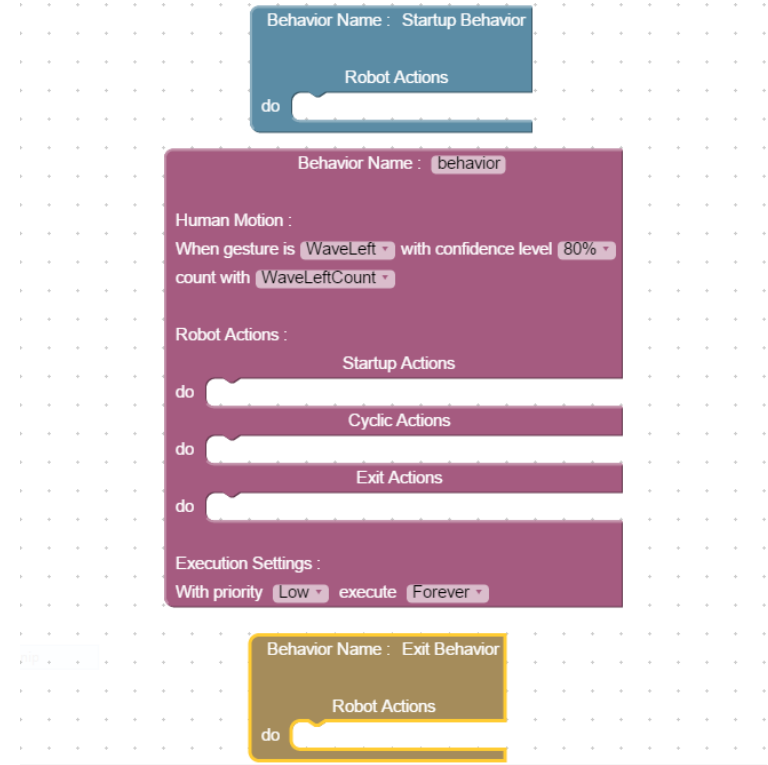 Behavior Name : Startup Behavior
Robot Actions
do
Behavior Name : behavior
Human Motion :
When gesture is WaveLeft with confidence level 80%
count with WaveLeftCount
Robot Actions :
Startup Actions
do
Cyclic Actions
do
Exit Actions
do
Execution Settings :
With priority Low execute Forever
Behavior Name : Exit Behavior
Robot Actions
do